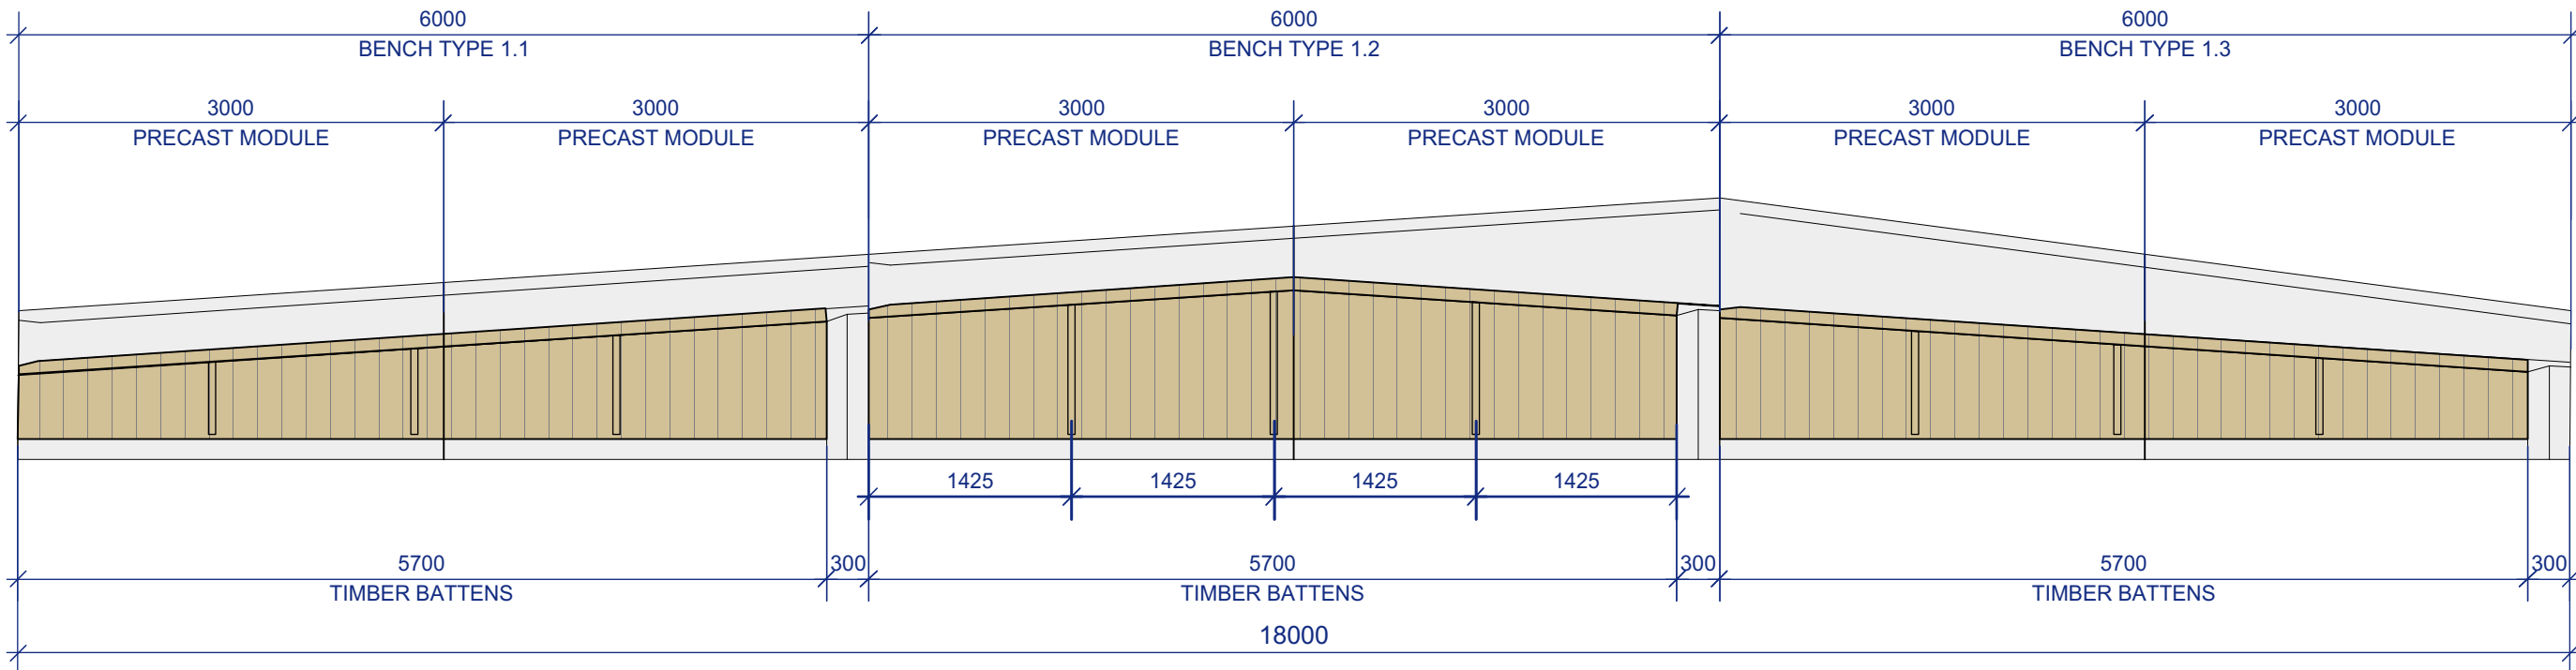 6000 6000 6000
BENCH TYPE 1.1 BENCH TYPE 1.2 BENCH TYPE 1.3
3000 3000 3000 3000 3000 3000
PRECAST MODULE PRECAST MODULE PRECAST MODULE PRECAST MODULE PRECAST MODULE PRECAST MODULE
1425 1425 1425 1425
5700 300 5700 300 5700 300
TIMBER BATTENS TIMBER BATTENS TIMBER BATTENS
18000